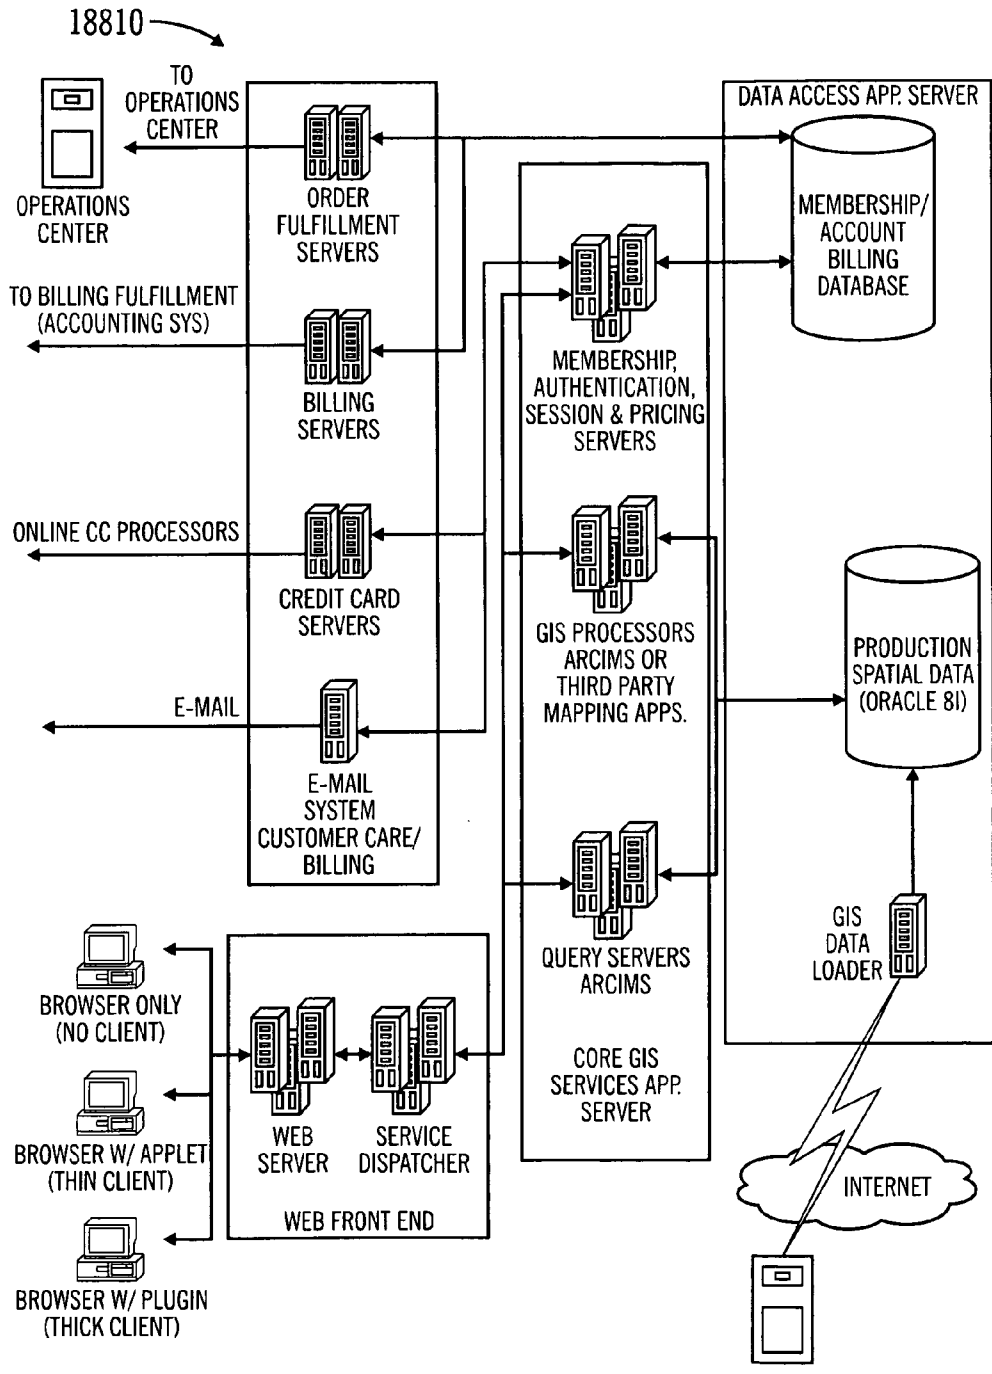 18810
TO
OPERATIONS
CENTER
OPERATIONS
CENTER
ORDER
FULFILLMENT
SERVERS
TO BILLING FULFILLMENT
(ACCOUNTING SYS)
BILLING
SERVERS
ONLINE CC PROCESSORS
CREDIT CARD
SERVERS
E-MAIL
E-MAIL
SYSTEM
CUSTOMER CARE/
BILLING
DATA ACCESS APP. SERVER
MEMBERSHIP/
ACCOUNT
BILLING
DATABASE
MEMBERSHIP,
AUTHENTICATION,
SESSION & PRICING
SERVERS
GIS PROCESSORS
ARCIMS OR
THIRD PARTY
MAPPING APPS.
PRODUCTION
SPATIAL DATA
(ORACLE 8I)
QUERY SERVERS
ARCIMS
GIS
DATA
LOADER
CORE GIS
SERVICES APP.
SERVER
BROWSER ONLY
(NO CLIENT)
BROWSER W/ APPLET
(THIN CLIENT)
BROWSER W/ PLUGIN
(THICK CLIENT)
WEB
SERVER
SERVICE
DISPATCHER
WEB FRONT END
INTERNET